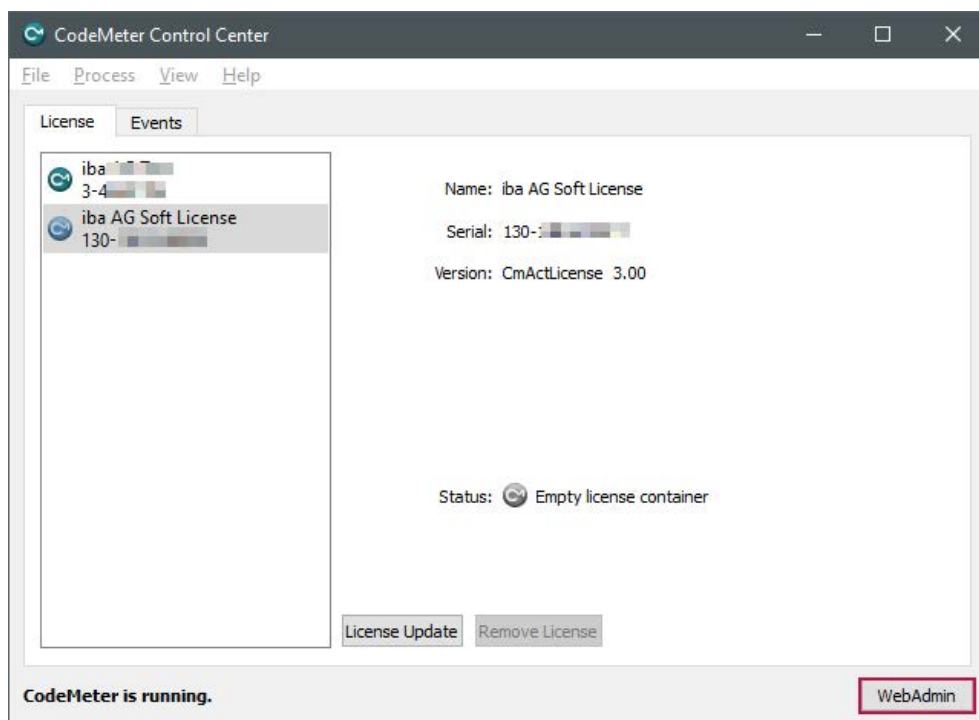 CodeMeter Control Center
File Process View Help
License Events
iba
3-4
iba AG Soft License
130-
Name: iba AG Soft License
Serial: 130-
Version: CmActLicense 3.00
Status: Empty license container
License Update Remove License
CodeMeter is running.
WebAdmin